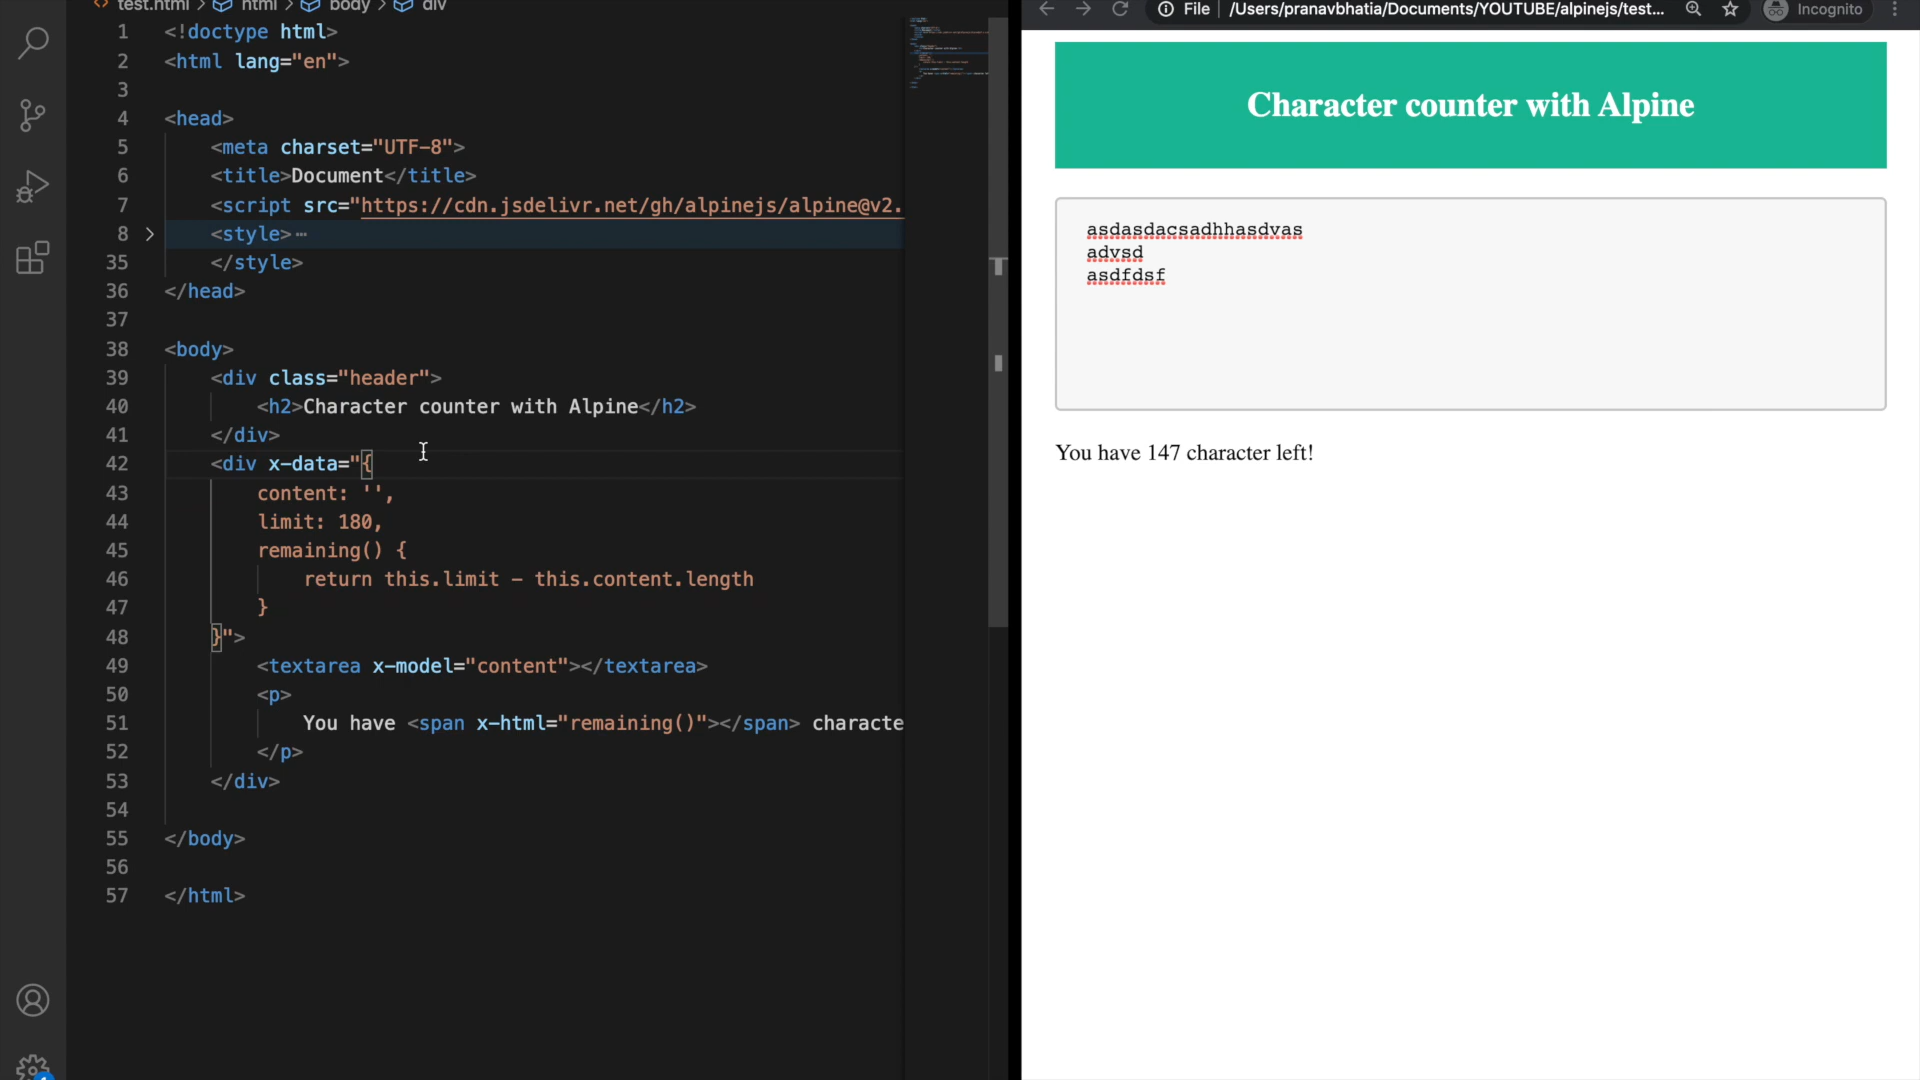 test.html > html > body > div
1 <!doctype html>
2 <html lang="en">
3
4 <head>
5 <meta charset="UTF-8">
6 <title>Document</title>
7 <script src="https://cdn.jsdelivr.net/gh/alpinejs/alpine@v2.
8 <style>⋯
35 </style>
36 </head>
37
38 <body>
39 <div class="header">
40 <h2>Character counter with Alpine</h2>
41 </div>
42 <div x-data="{
43 content: '',
44 limit: 180,
45 remaining() {
46 return this.limit - this.content.length
47 }
48 }">
49 <textarea x-model="content"></textarea>
50 <p>
51 You have <span x-html="remaining()"></span> characte
52 </p>
53 </div>
54
55 </body>
56
57 </html>
File | /Users/pranavbhatia/Documents/YOUTUBE/alpinejs/test... Incognito
Character counter with Alpine
asdasdacsadhhasdvas
advsd
asdfdsf
You have 147 character left!